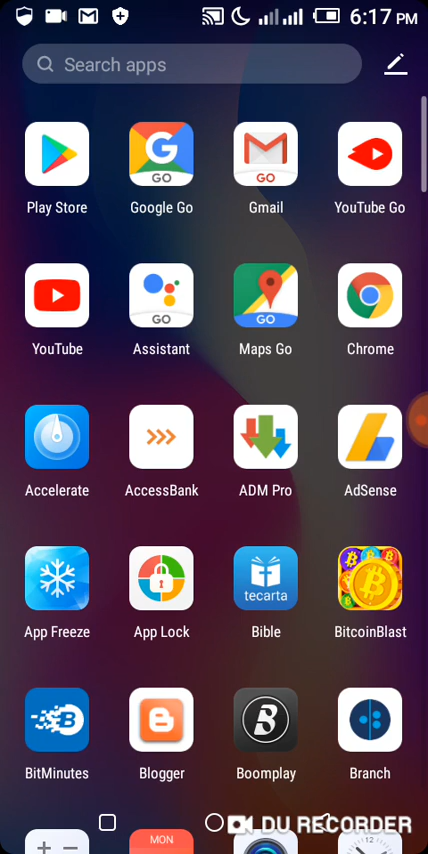 6:17 PM
Search apps
GO
GO
Play Store
Google Go
Gmail
YouTube Go
GO
GO
YouTube
Assistant
Maps Go
Chrome
Accelerate
AccessBank
ADM Pro
AdSense
tecarta
App Freeze
App Lock
Bible
BitcoinBlast
BitMinutes
Blogger
Boomplay
Branch
DU RECORDER
MON
12